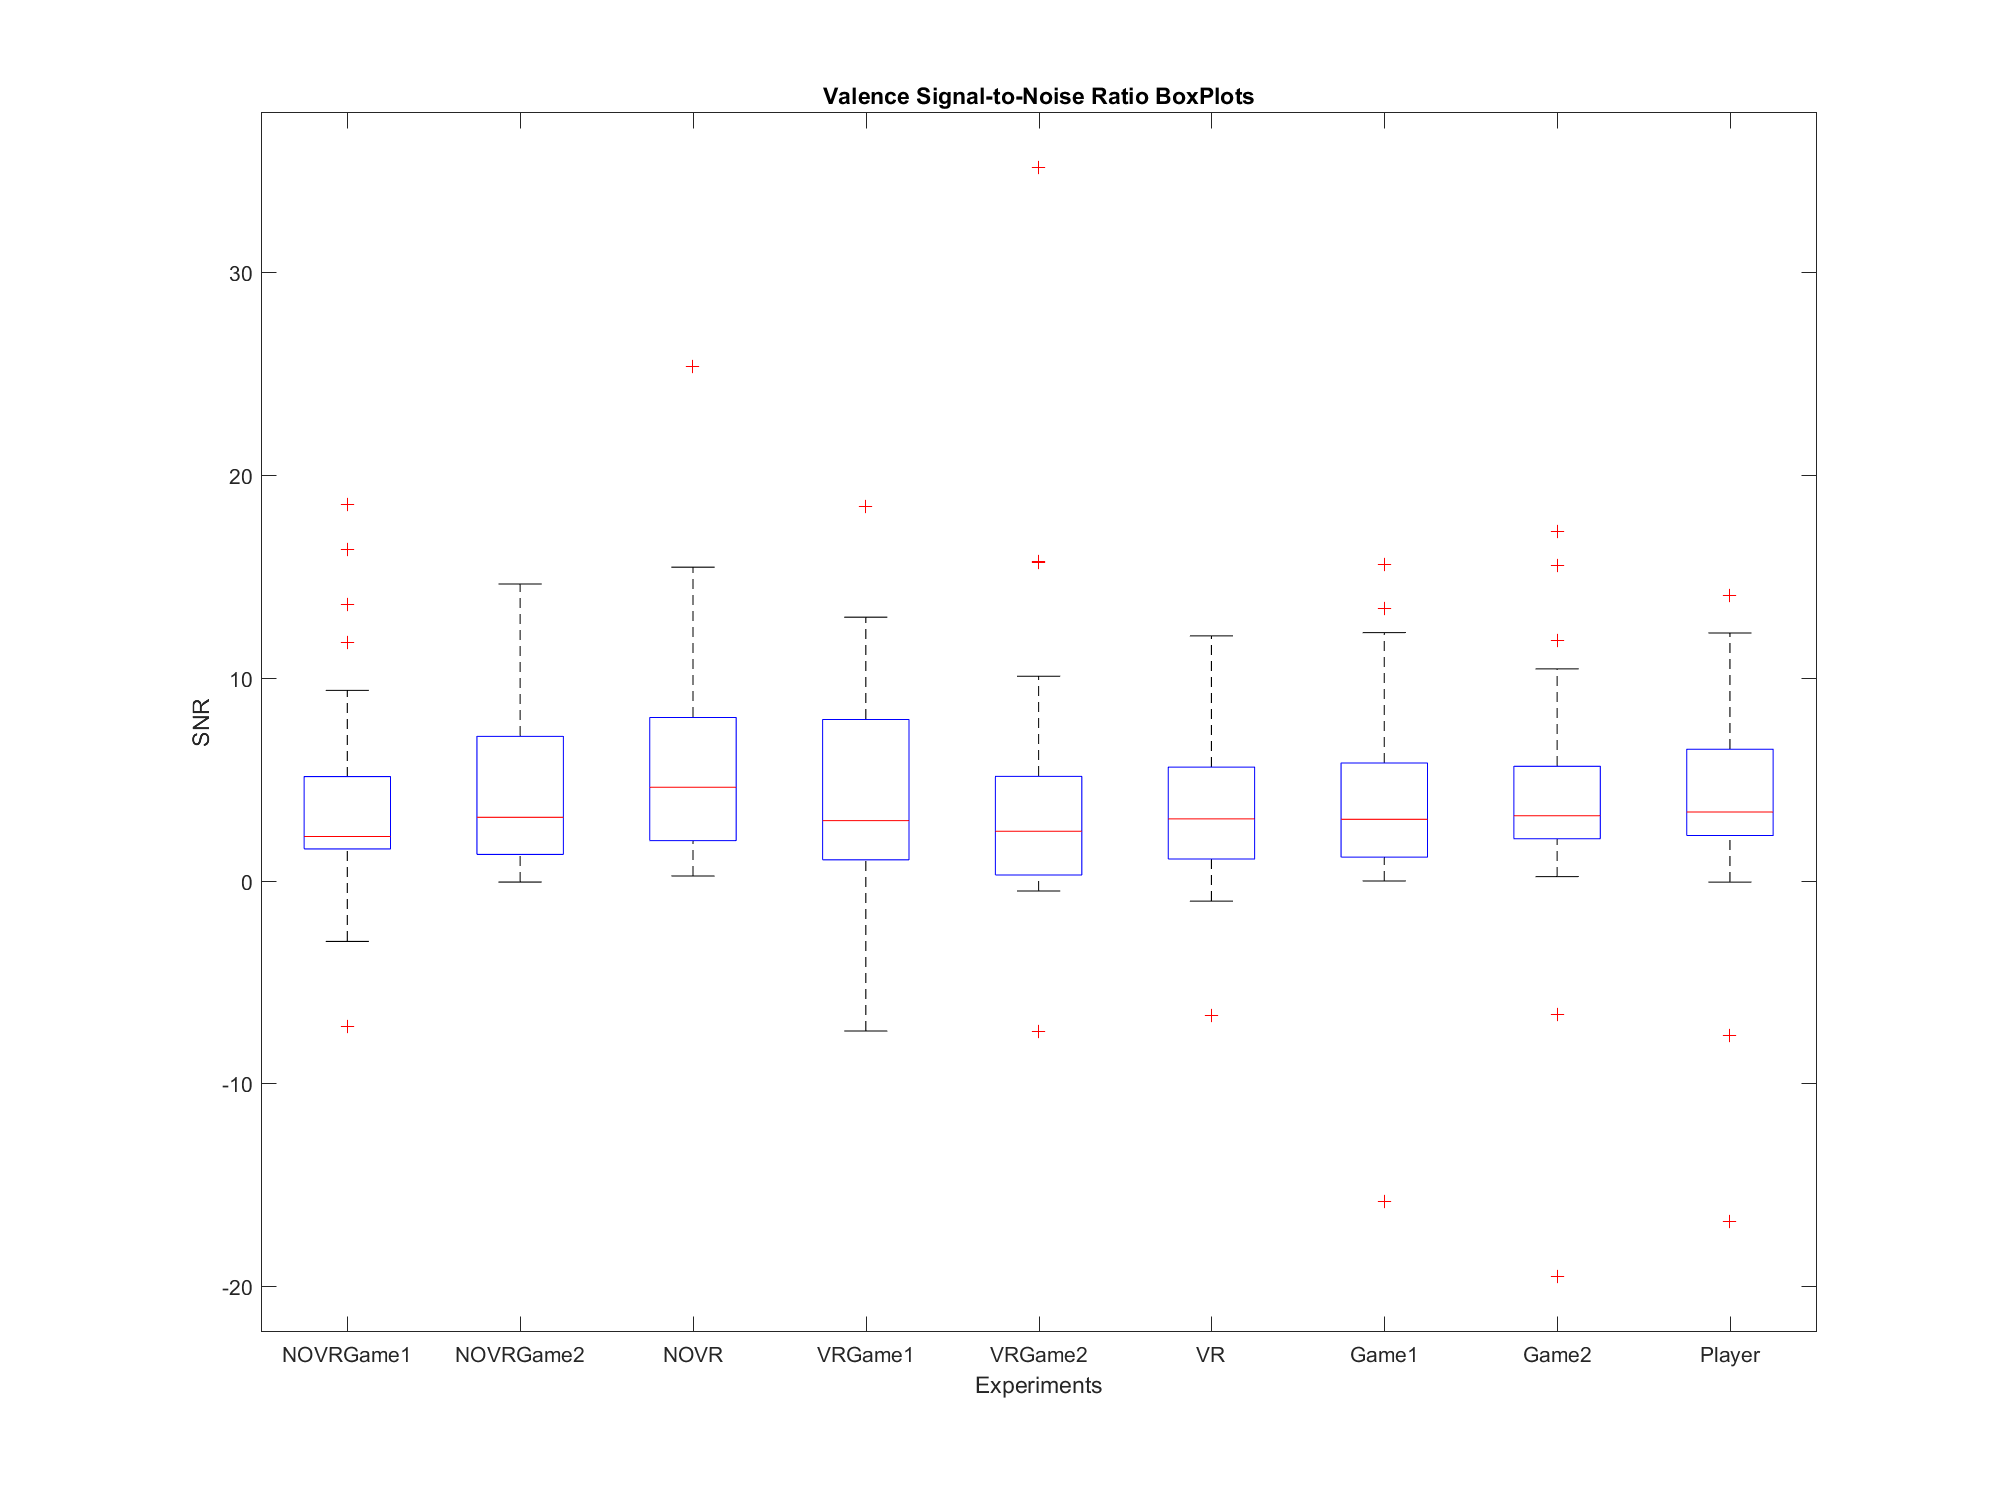 Valence Signal-to-Noise Ratio BoxPlots
30
20
10
0
-10
-20
SNR
NOVRGame1 NOVRGame2 NOVR VRGame1 VRGame2 VR Game1 Game2 Player
Experiments